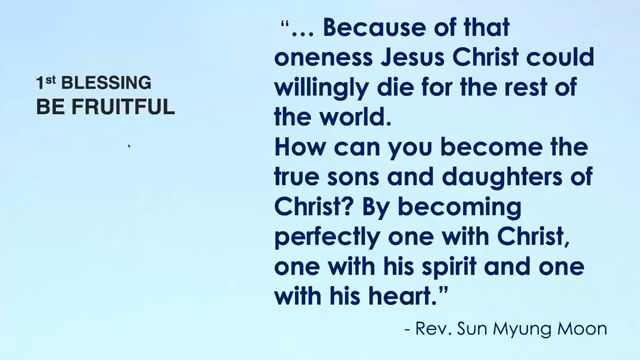 1st BLESSING
BE FRUITFUL
“… Because of that
oneness Jesus Christ could
willingly die for the rest of
the world.
How can you become the
true sons and daughters of
Christ? By becoming
perfectly one with Christ,
one with his spirit and one
with his heart.”
- Rev. Sun Myung Moon